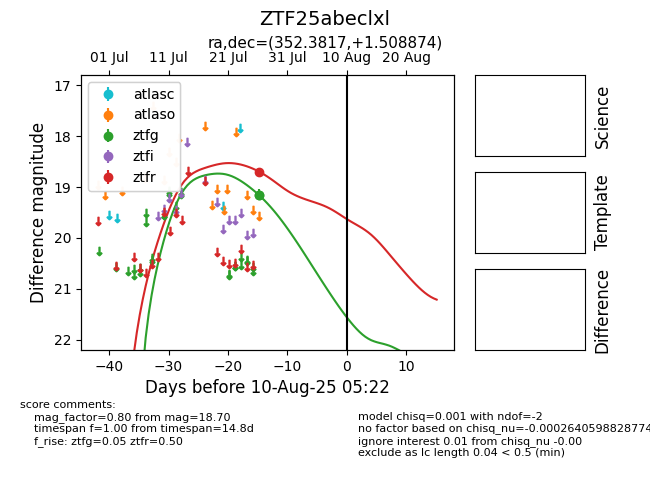 ZTF25abeclxl
ra,dec=(352.3817,+1.508874)
01 Jul 11 Jul 21 Jul 31 Jul 10 Aug 20 Aug
17
18
19
20
21
22
Difference magnitude
atlasc
atlaso
ztfg
ztfi
ztfr
−40 −30 −20 −10 0 10
Days before 10-Aug-25 05:22
Science
Template
Difference
score comments:
mag_factor=0.80 from mag=18.70
timespan f=1.00 from timespan=14.8d
f_rise: ztfg=0.05 ztfr=0.50
model chisq=0.001 with ndof=-2
no factor based on chisq_nu=-0.0002640598828774
ignore interest 0.01 from chisq_nu -0.00
exclude as lc length 0.04 < 0.5 (min)